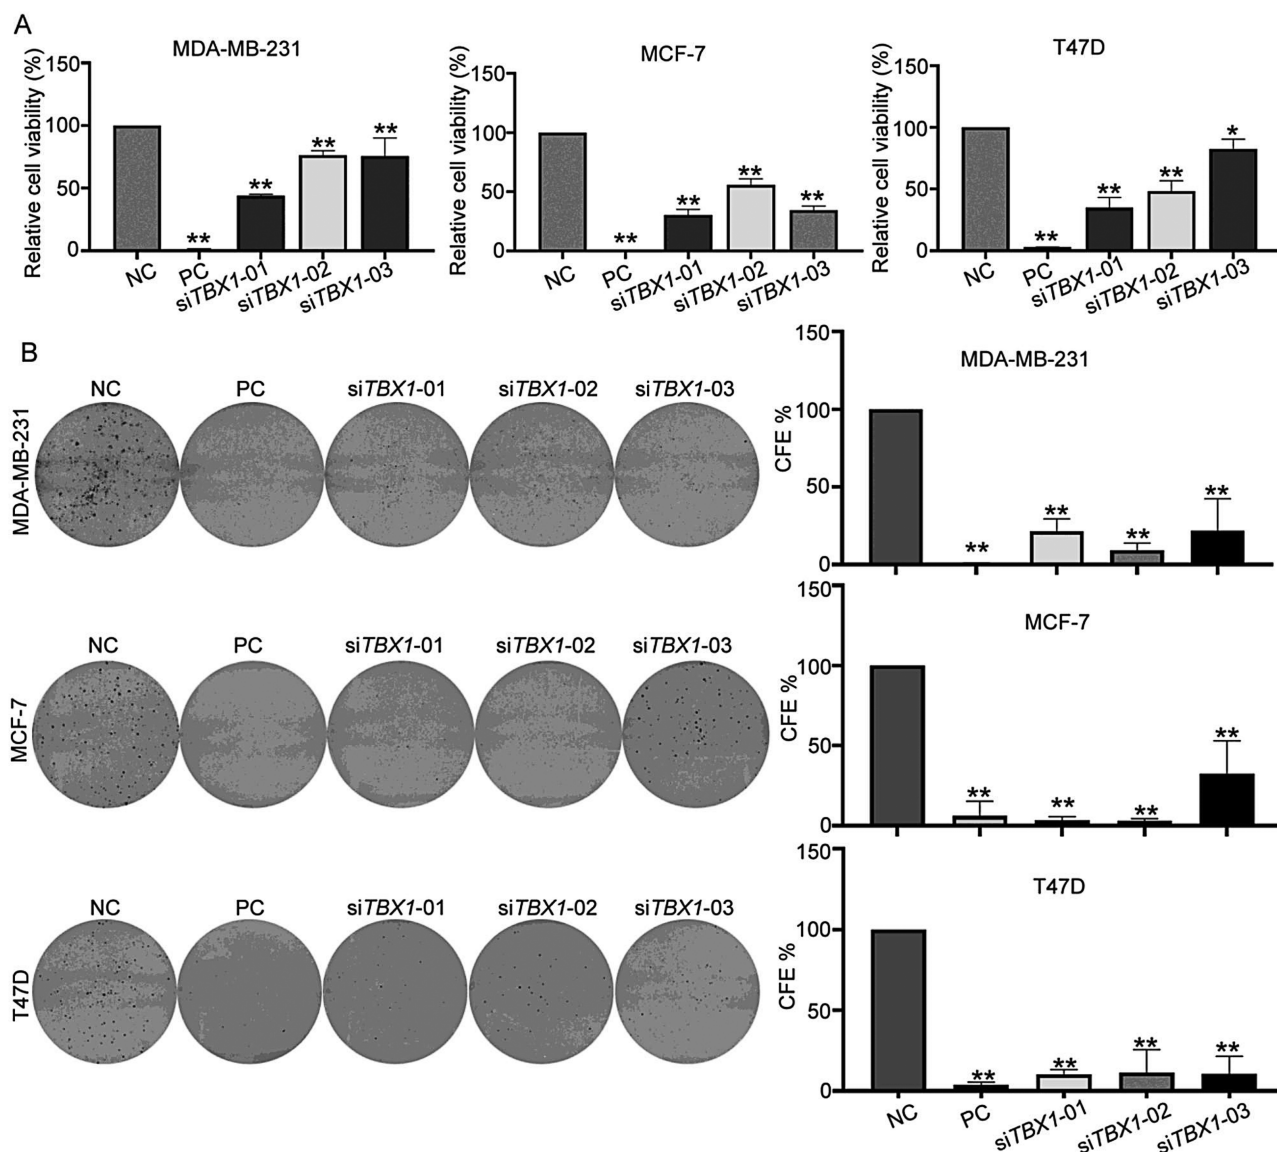 A
MDA-MB-231
Relative cell viability (%)
150
100
50
0
**
**
**
**
NC
PC
siTBX1-01
siTBX1-02
siTBX1-03
MCF-7
Relative cell viability (%)
150
100
50
0
**
**
**
**
NC
PC
siTBX1-01
siTBX1-02
siTBX1-03
T47D
Relative cell viability (%)
150
100
50
0
**
**
**
*
NC
PC
siTBX1-01
siTBX1-02
siTBX1-03
B
NC PC siTBX1-01 siTBX1-02 siTBX1-03
MDA-MB-231
MDA-MB-231
CFE %
150
100
50
0
**
**
**
**
NC PC siTBX1-01 siTBX1-02 siTBX1-03
MCF-7
MCF-7
CFE %
150
100
50
0
**
**
**
**
NC PC siTBX1-01 siTBX1-02 siTBX1-03
T47D
T47D
CFE %
150
100
50
0
**
**
**
**
NC
PC
siTBX1-01
siTBX1-02
siTBX1-03